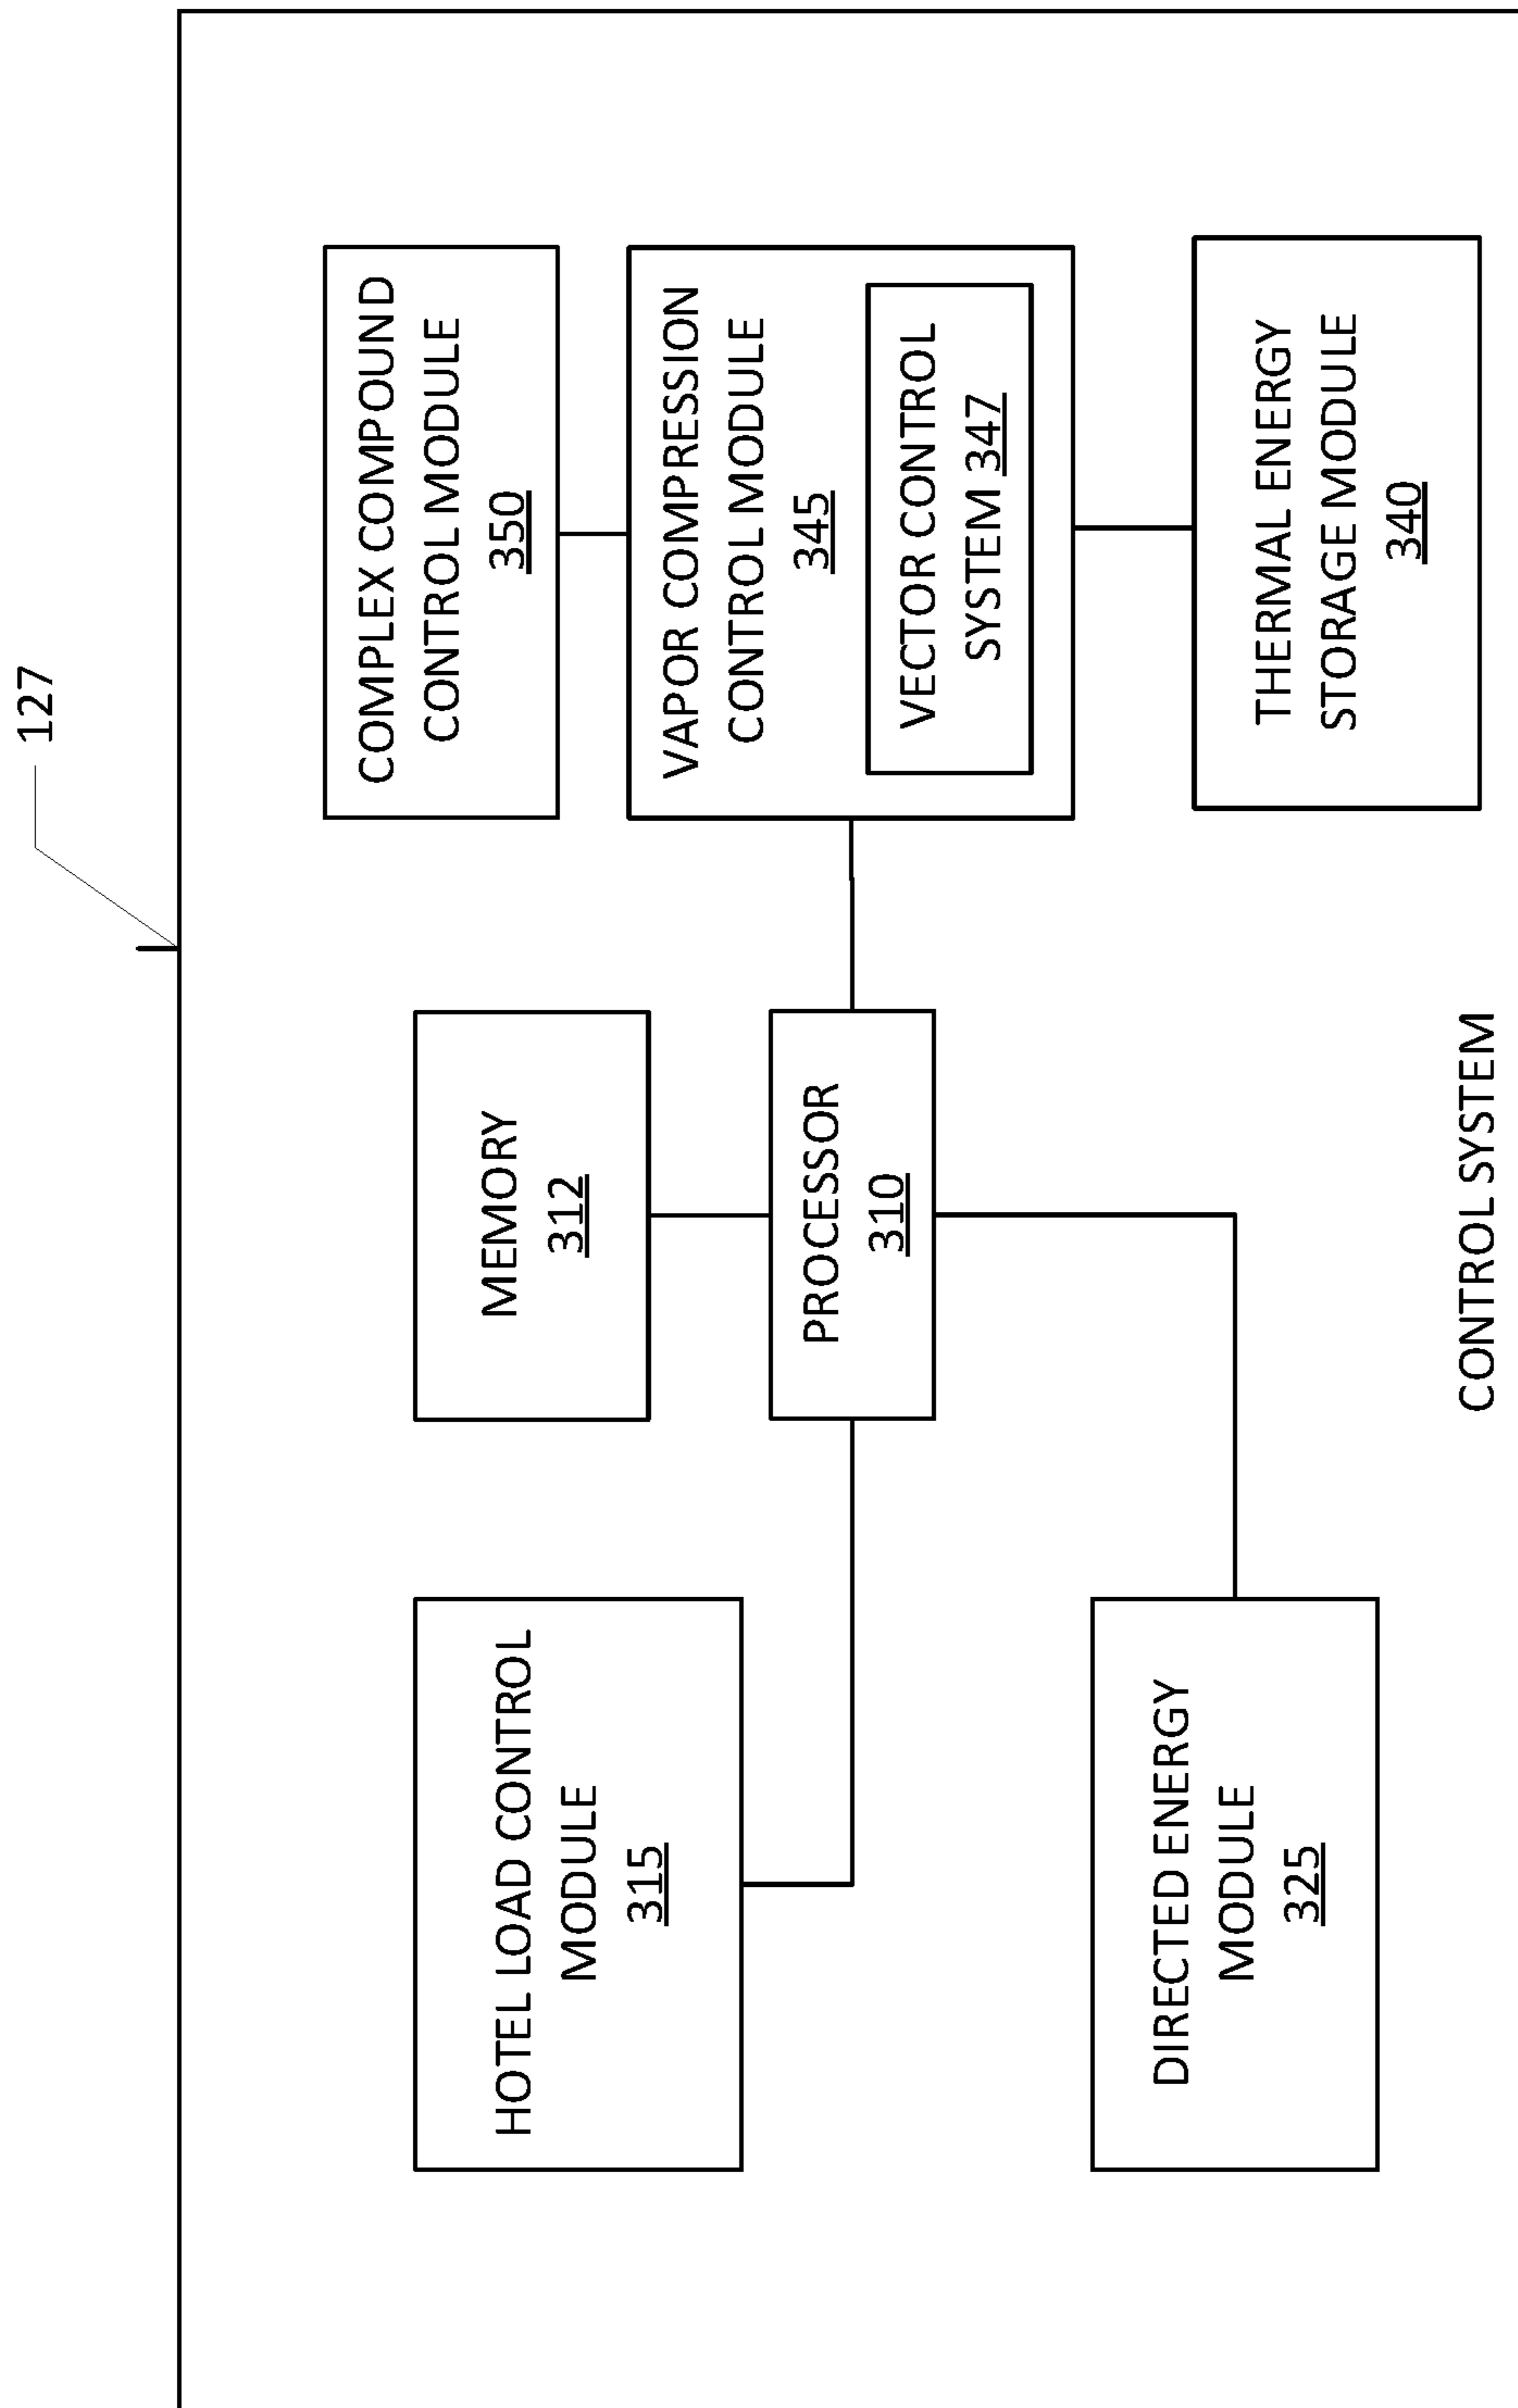 127
HOTEL LOAD CONTROL
MODULE
315
MEMORY
312
COMPLEX COMPOUND
CONTROL MODULE
350
PROCESSOR
310
VAPOR COMPRESSION
CONTROL MODULE
345
VECTOR CONTROL
SYSTEM 347
DIRECTED ENERGY
MODULE
325
THERMAL ENERGY
STORAGE MODULE
340
CONTROL SYSTEM